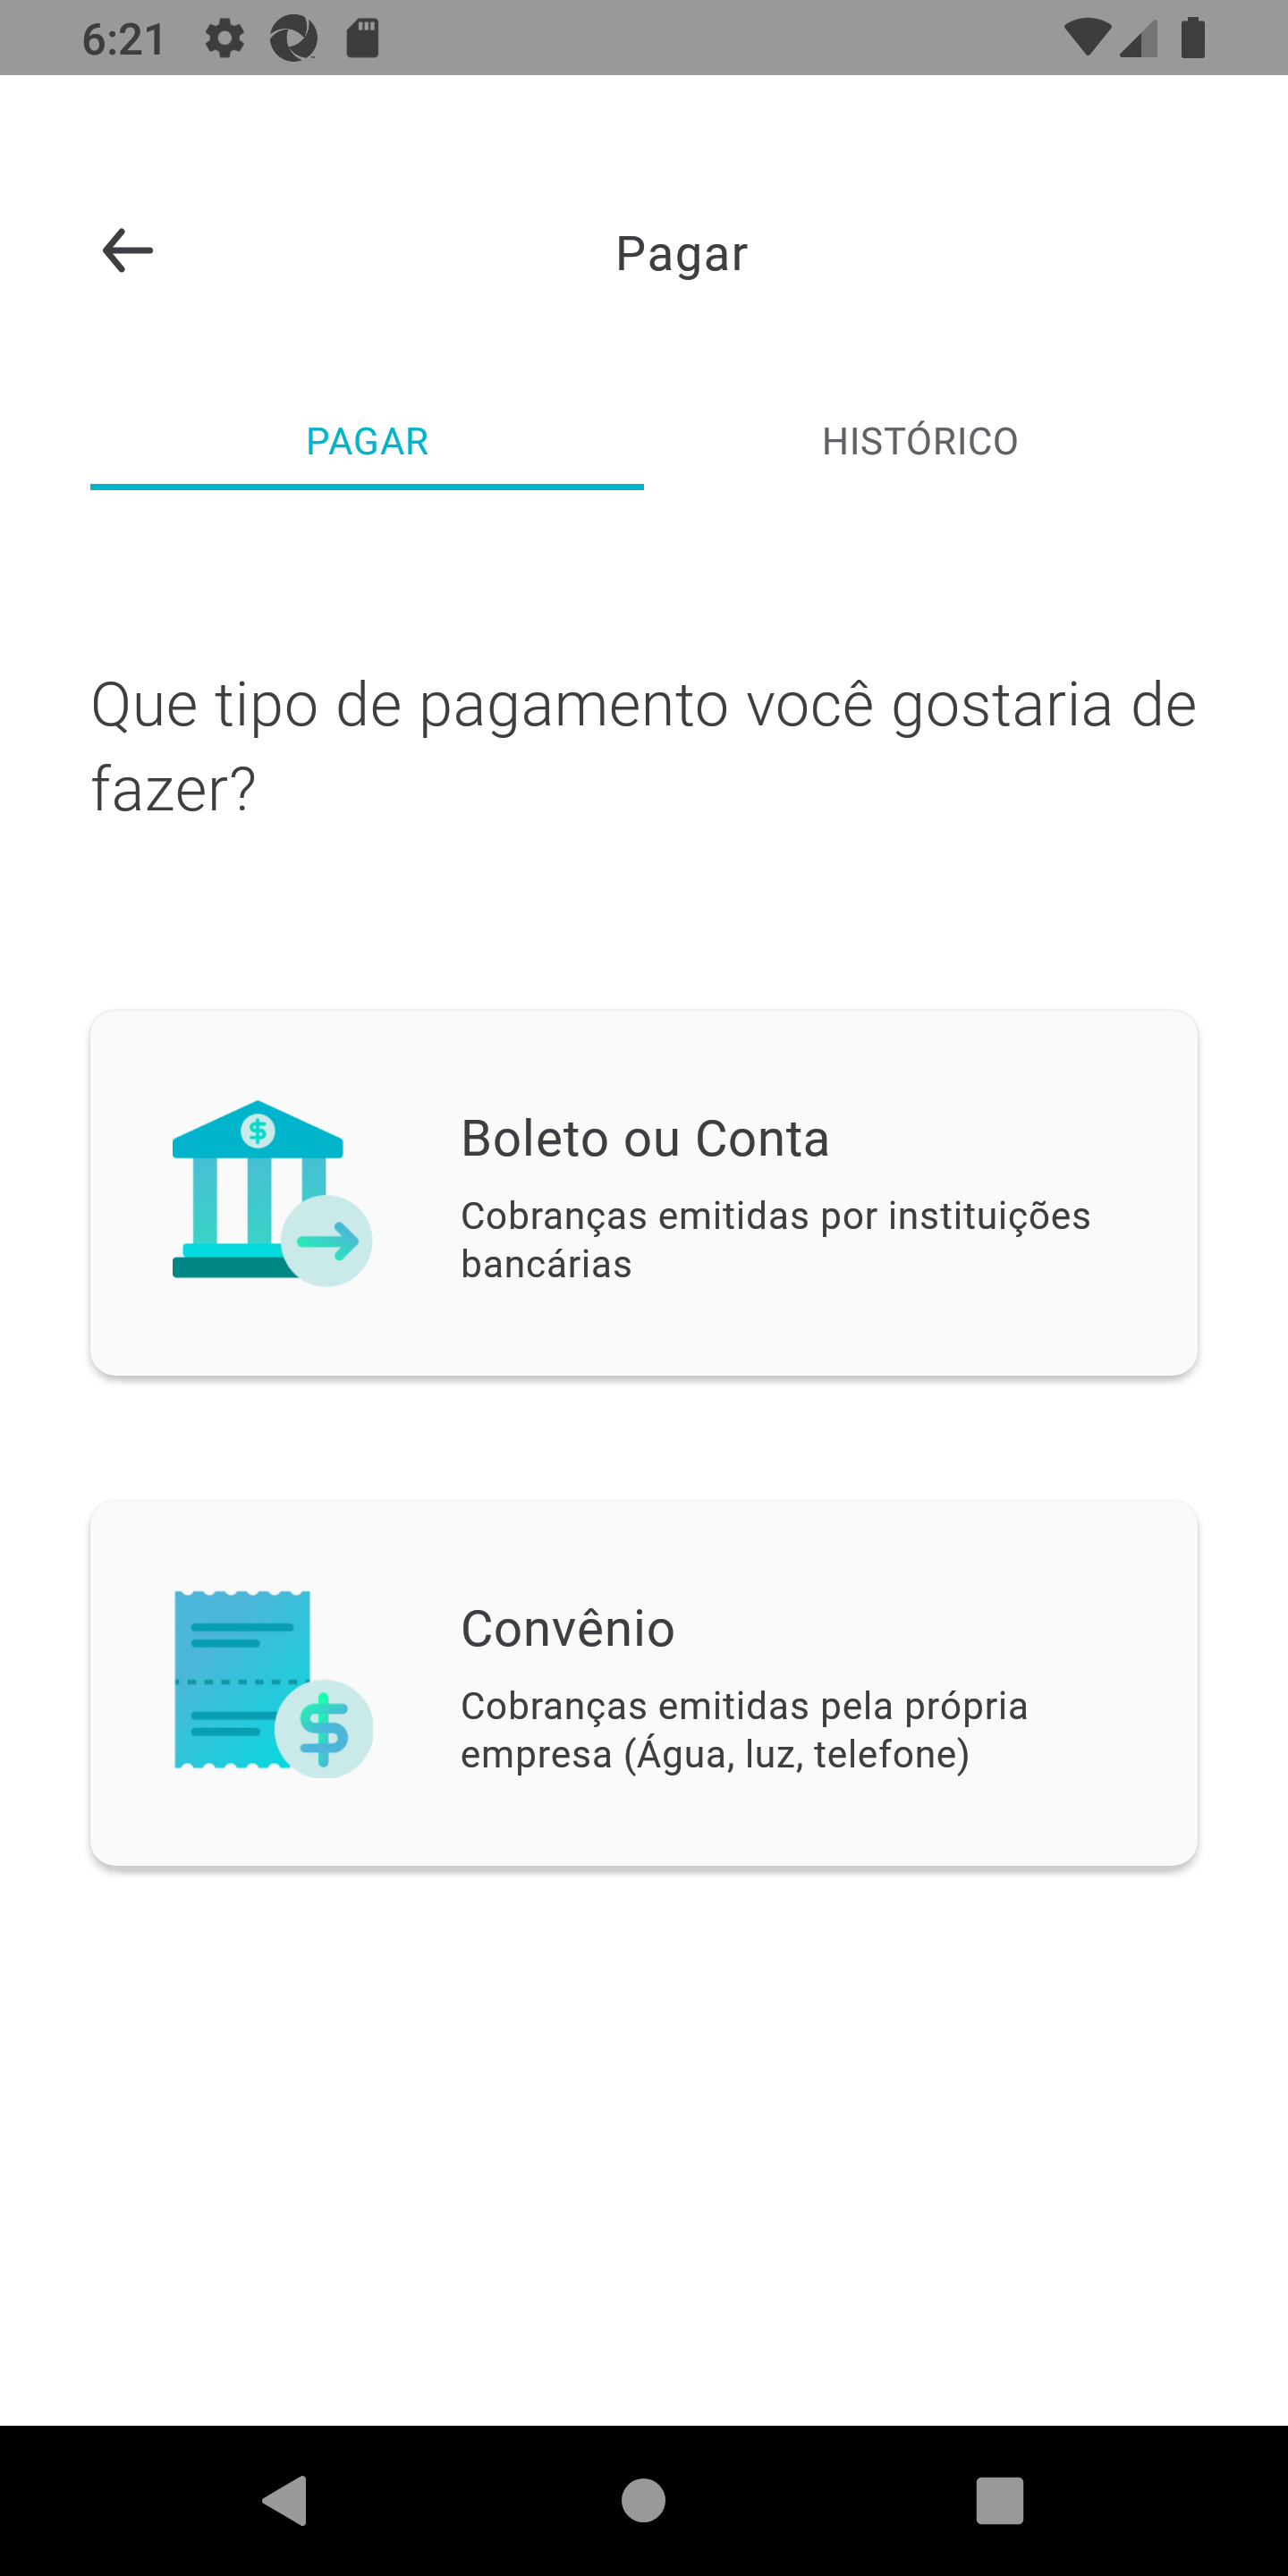 6:21
Pagar
PAGAR
HISTÓRICO
Que tipo de pagamento você gostaria de
fazer?
Boleto ou Conta
Cobranças emitidas por instituições
bancárias
Convênio
Cobranças emitidas pela própria
empresa (Água, luz, telefone)